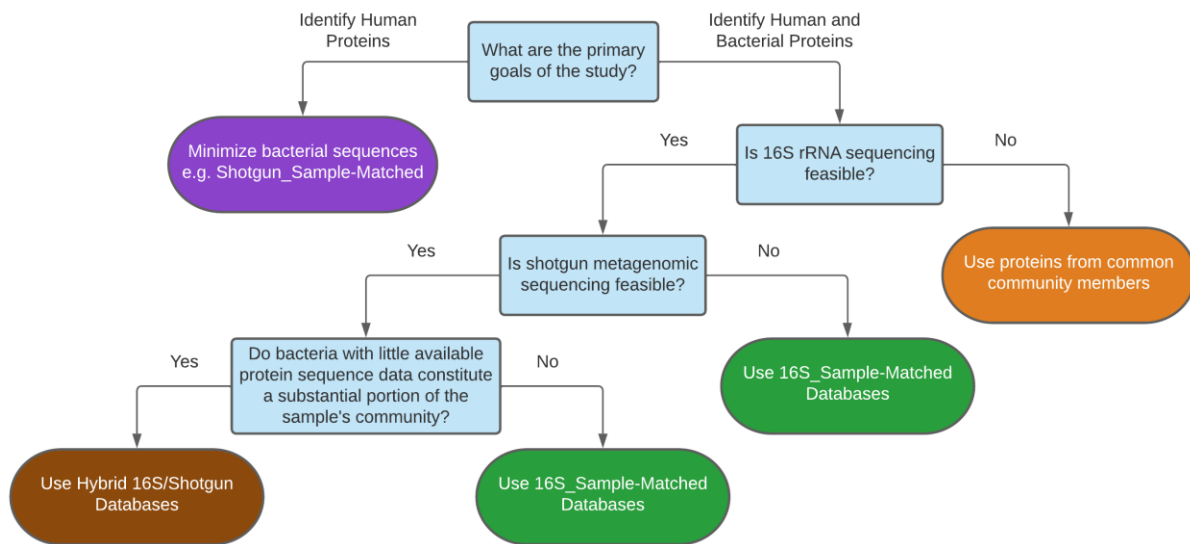 Identify Human
Proteins
What are the primary
goals of the study?
Identify Human and
Bacterial Proteins
Minimize bacterial sequences
e.g. Shotgun_Sample-Matched
Yes
Is 16S rRNA sequencing
feasible?
No
Yes
Is shotgun metagenomic
sequencing feasible?
No
Use proteins from common
community members
Yes
Do bacteria with little available
protein sequence data constitute
a substantial portion of the
sample's community?
No
Use 16S_Sample-Matched
Databases
Use Hybrid 16S/Shotgun
Databases
Use 16S_Sample-Matched
Databases